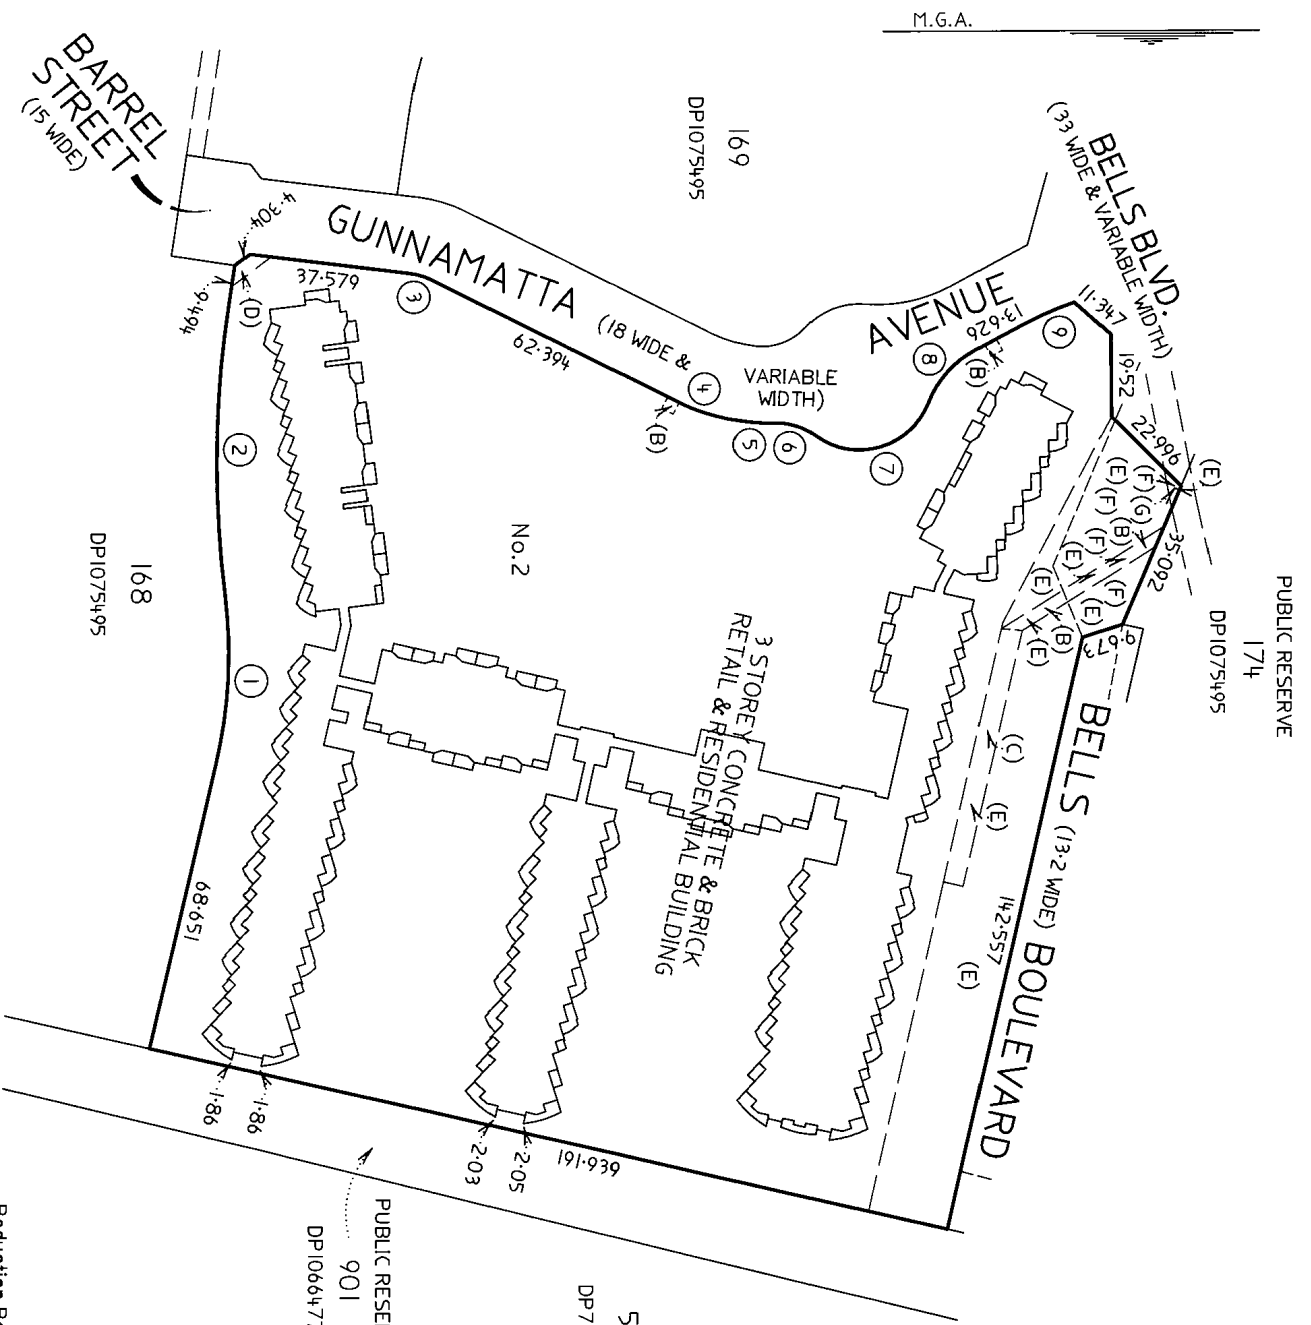 M.G.A.
BARREL
STREET
(15 WIDE)
169
DP1075495
BELLS BLVD.
(33 WIDE & VARIABLE WIDTH)
GUNNAMATTA
AVENUE
(18 WIDE &
VARIABLE
WIDTH)
4·304
9·494
(D)
37·579
3
62·394
4
(B)
5
6
7
8
13·626
(B)
9
11·347
19·52
22·996
(E)
(E)
(F)
(F)
(G)
(B)
(F)
(E)
(E)
(F)
(E)
(B)
(E)
35·092
9·673
PUBLIC RESERVE
174
DP1075495
2
1
168
DP1075495
No.2
3 STOREY CONCRETE & BRICK
RETAIL & RESIDENTIAL BUILDING
(C)
(E)
(E)
BELLS (13·2 WIDE) BOULEVARD
142·557
68·651
1·86
1·86
2·03
2·05
191·939
PUBLIC RESE
901
DP106647
5
DP7